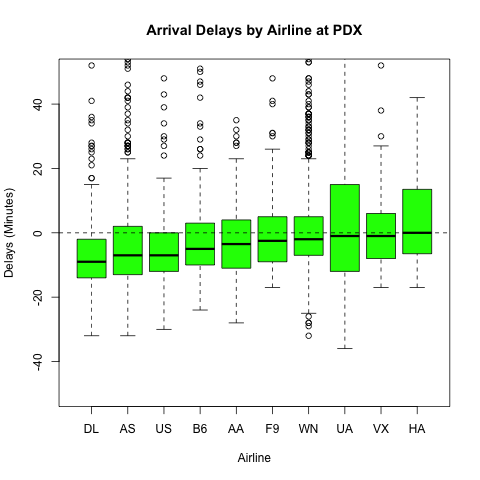 Arrival Delays by Airline at PDX
Delays (Minutes)
40
20
0
-20
-40
DL AS US B6 AA F9 WN UA VX HA
Airline